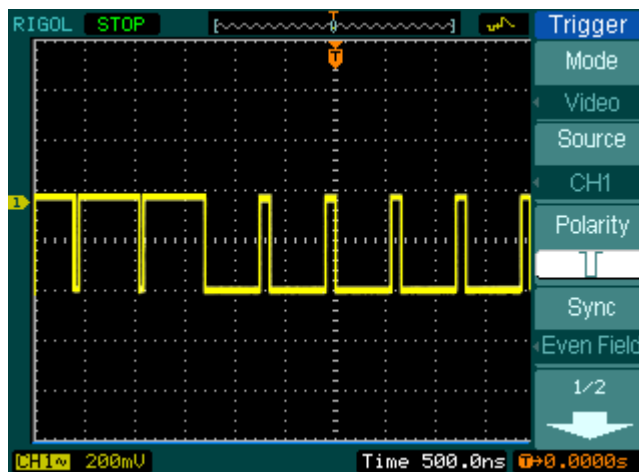 RIGOL STOP
T
1
Trigger
Mode
Video
Source
CH1
Polarity
Sync
Even Field
1/2
CH1~ 200mV Time 500.0ns T→0.0000s